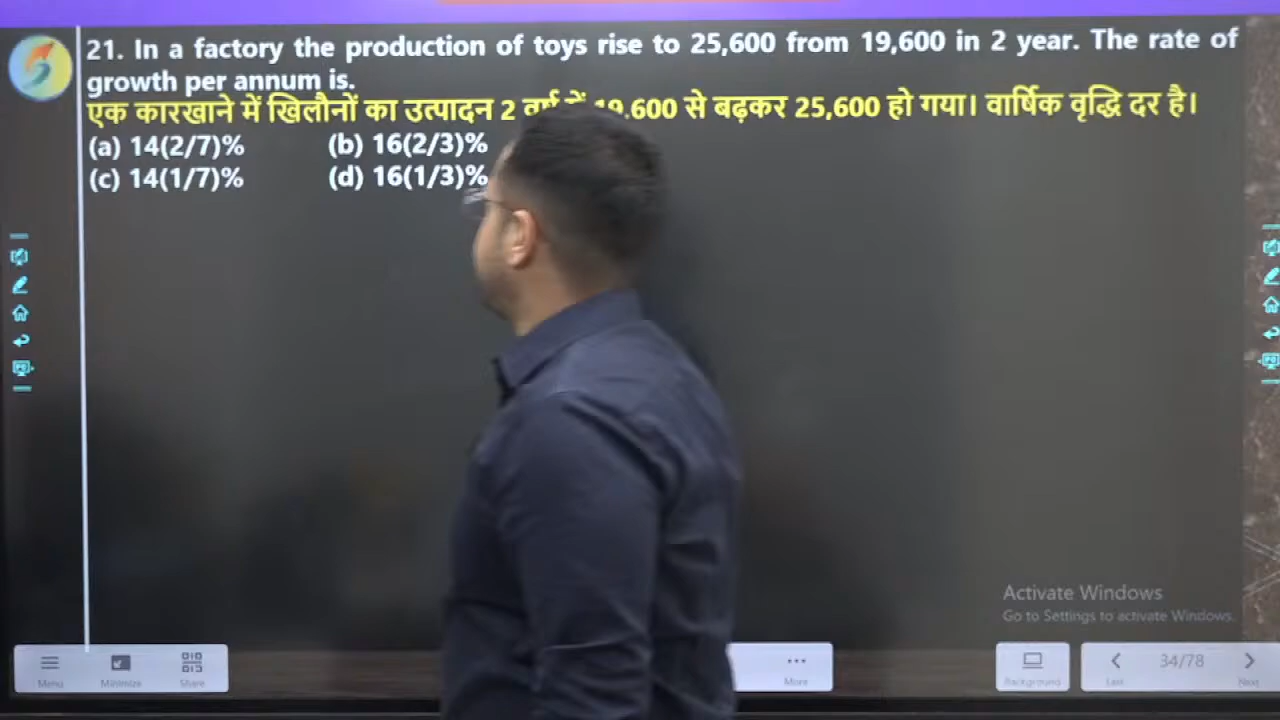 21. In a factory the production of toys rise to 25,600 from 19,600 in 2 year. The rate of
growth per annum is.
एक कारखाने में खिलौनों का उत्पादन 2 वर्ष में 19,600 से बढ़कर 25,600 हो गया। वार्षिक वृद्धि दर है।
(a) 14(2/7)% (b) 16(2/3)%
(c) 14(1/7)% (d) 16(1/3)%
Activate Windows
Go to Settings to activate Windows.
Menu Minimize Share More Background Last 34/78 Next